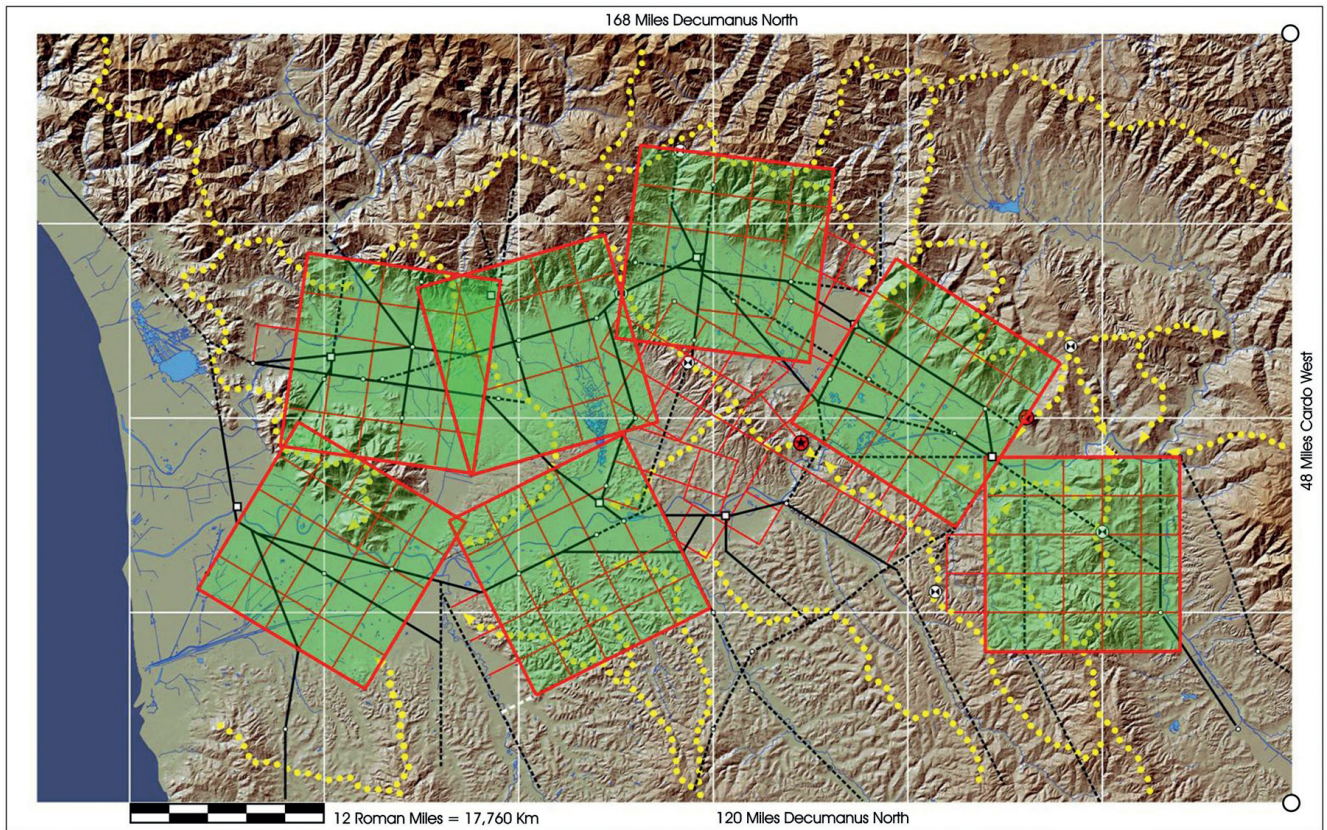 168 Miles Decumanus North
48 Miles Cardo West
12 Roman Miles = 17,760 Km
120 Miles Decumanus North